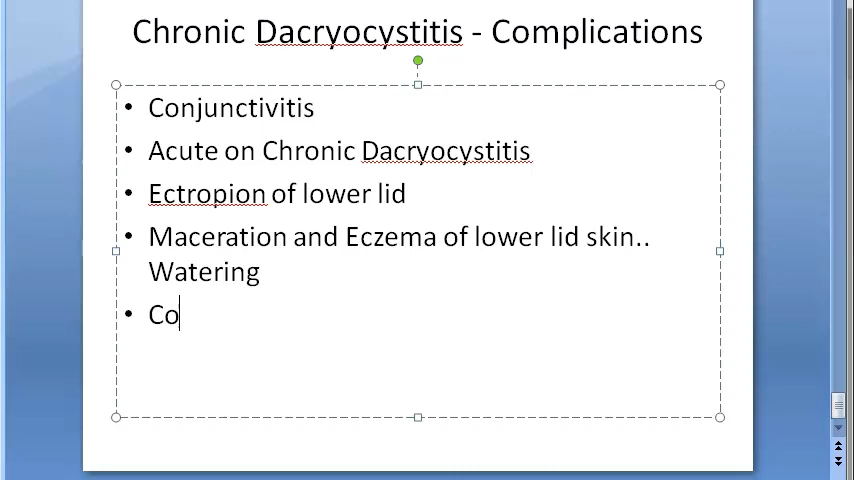 Chronic Dacryocystitis - Complications
• Conjunctivitis
• Acute on Chronic Dacryocystitis
• Ectropion of lower lid
• Maceration and Eczema of lower lid skin..
Watering
• Co